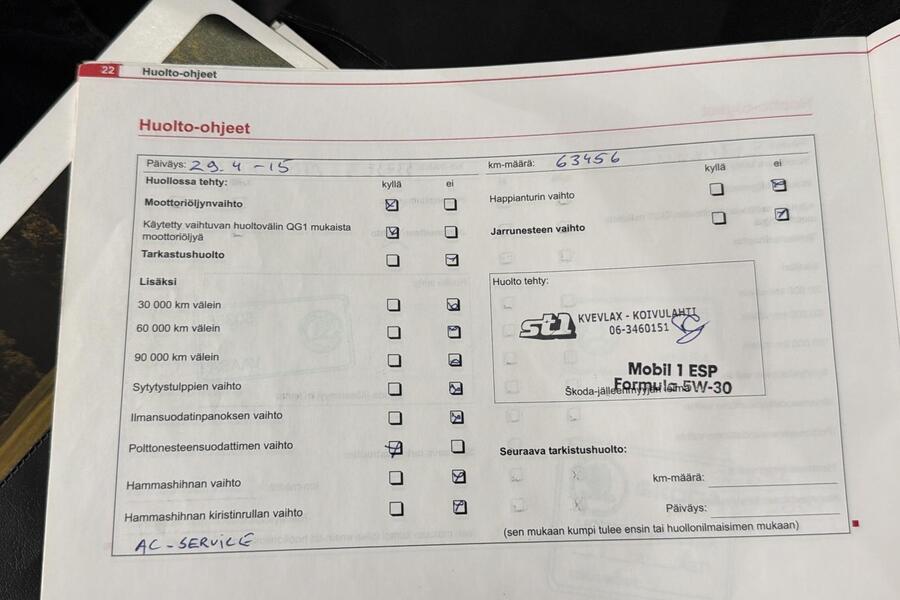 22 Huolto-ohjeet
Huolto-ohjeet
Päiväys: 29.4-15
km-määrä: 63456
Huollossa tehty: kyllä ei
Moottoriöljynvaihto
Käytetty vaihtuvan huoltovälin QG1 mukaista
moottoriöljyä
Tarkastushuolto
Lisäksi
30 000 km välein
60 000 km välein
90 000 km välein
Sytytystulppien vaihto
Ilmansuodatinpanoksen vaihto
Polttonesteensuodattimen vaihto
Hammashihnan vaihto
Hammashihnan kiristinrullan vaihto
AC-SERVICE
kyllä ei
Happianturin vaihto
Jarrunesteen vaihto
Huolto tehty:
st1 KVEVLAX - KOIVULAHTI
06-3460151
Mobil 1 ESP
Formula 5W-30
Škoda-jälleenmyyjän leima
Seuraava tarkistushuolto:
km-määrä:
Päiväys:
(sen mukaan kumpi tulee ensin tai huollonilmaisimen mukaan)